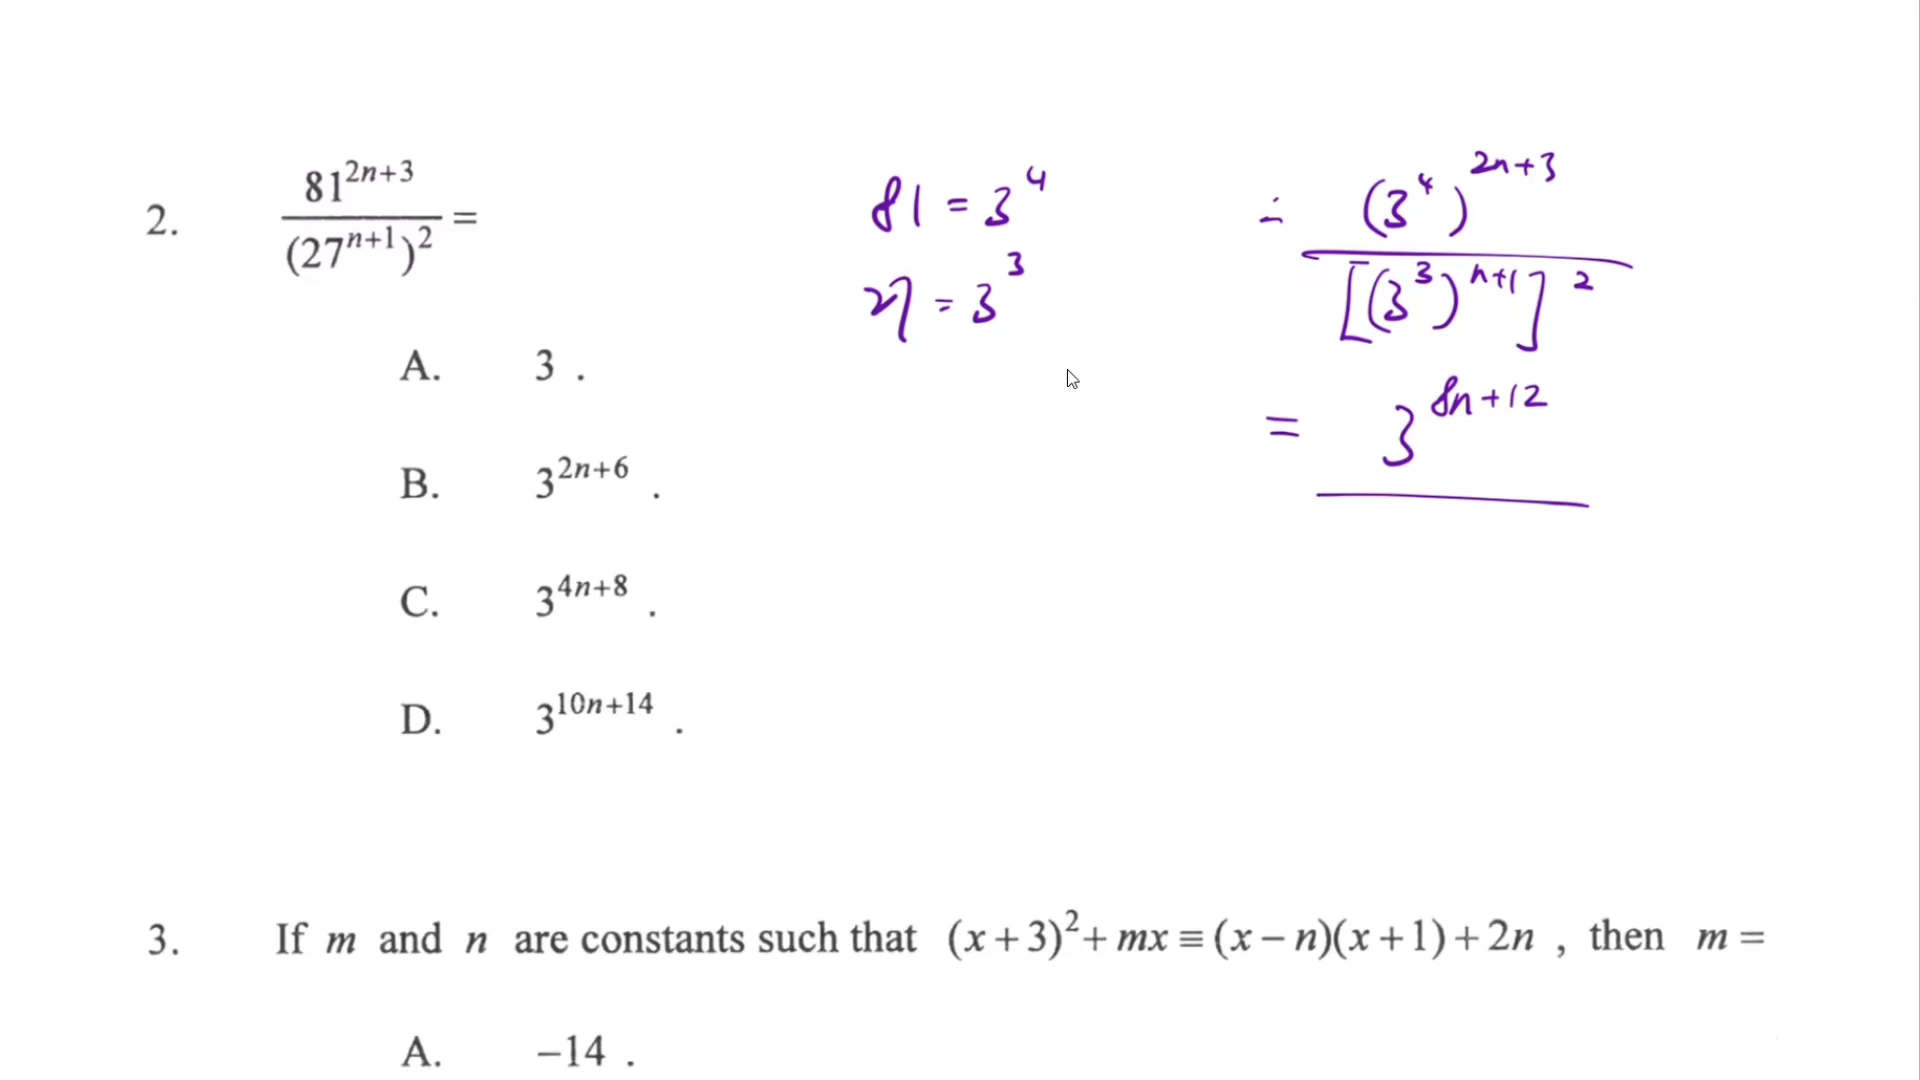 2. 81^{2n+3} / (27^{n+1})^2 =
81 = 3^4
27 = 3^3
= (3^4)^{2n+3} / [(3^3)^{n+1}]^2
= 3^{8n+12}
A. 3 .
B. 3^{2n+6} .
C. 3^{4n+8} .
D. 3^{10n+14} .
3. If m and n are constants such that (x+3)^2+mx≡(x−n)(x+1)+2n , then m =
A. −14 .